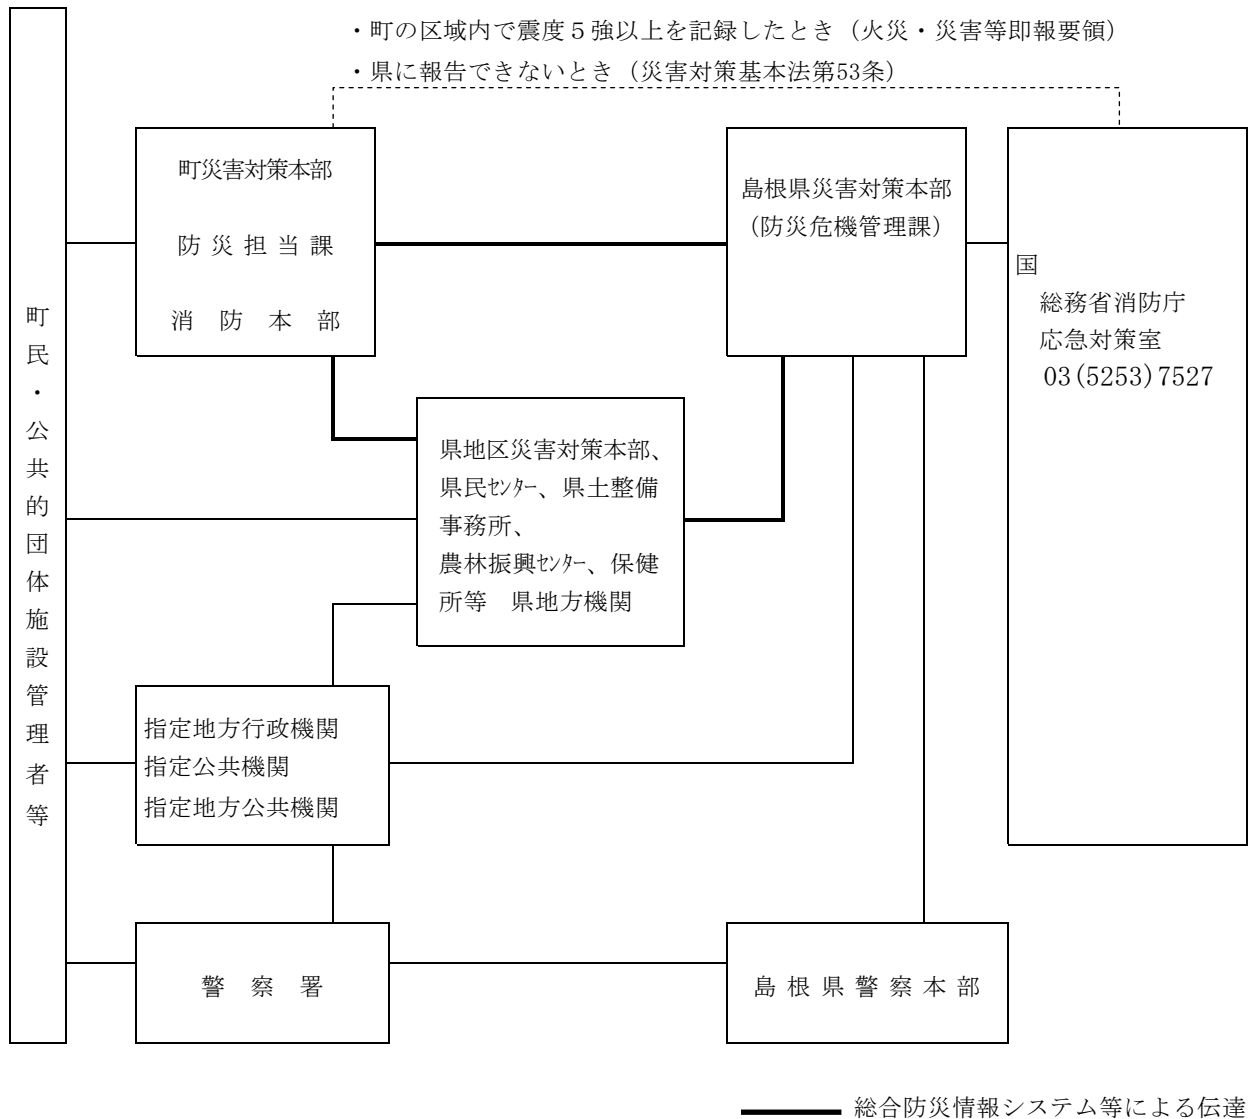 ・町の区域内で震度５強以上を記録したとき（火災・災害等即報要領）
・県に報告できないとき（災害対策基本法第53条）
町災害対策本部
防災担当課
消防本部
島根県災害対策本部
（防災危機管理課）
国
総務省消防庁
応急対策室
03(5253)7527
町民・公共的団体施設管理者等
県地区災害対策本部、
県民ｾﾝﾀｰ、県土整備
事務所、
農林振興ｾﾝﾀｰ、保健
所等　県地方機関
指定地方行政機関
指定公共機関
指定地方公共機関
警察署
島根県警察本部
総合防災情報システム等による伝達